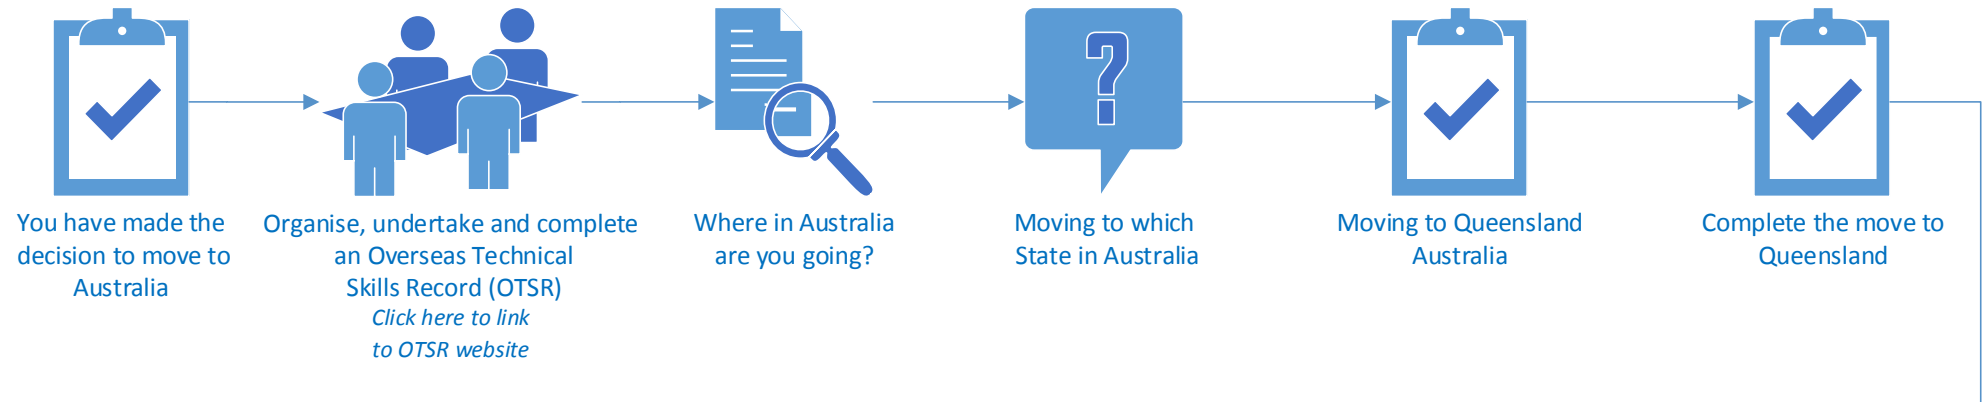 You have made the
decision to move to
Australia
Organise, undertake and complete
an Overseas Technical
Skills Record (OTSR)
Click here to link
to OTSR website
Where in Australia
are you going?
?
Moving to which
State in Australia
Moving to Queensland
Australia
Complete the move to
Queensland